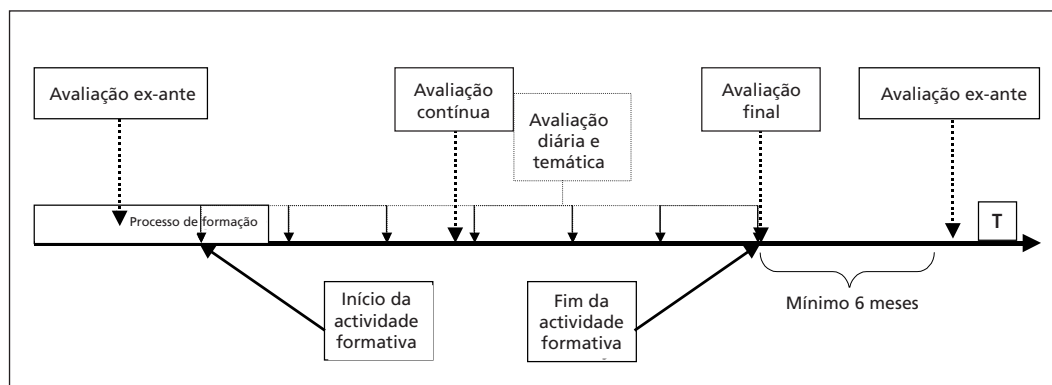 Avaliação ex-ante
Avaliação
contínua
Avaliação
diária e
temática
Avaliação
final
Avaliação ex-ante
Processo de formação
T
Início da
actividade
formativa
Fim da
actividade
formativa
Mínimo 6 meses